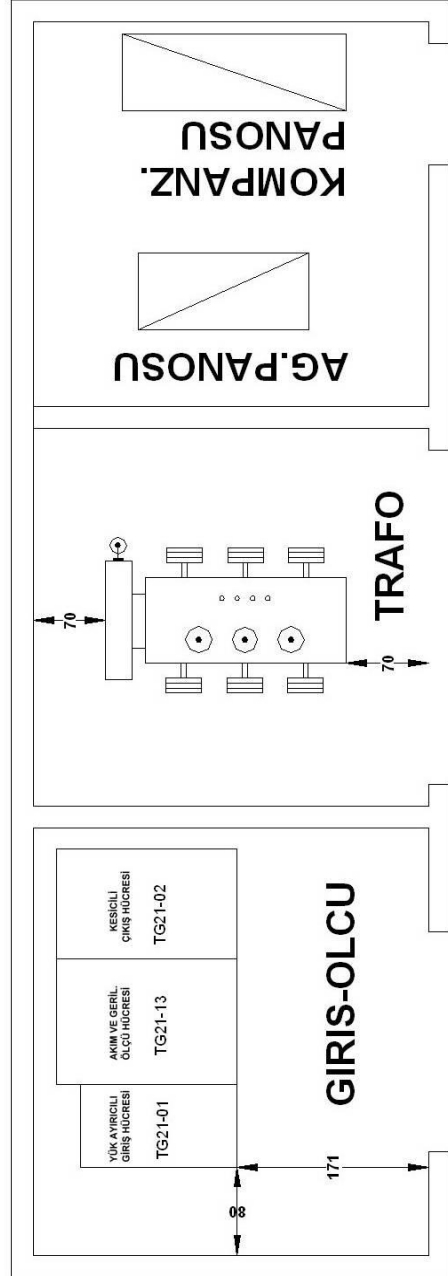 KOMPANZ.
PANOSU
AG.PANOSU
70
TRAFO
70
KESİCİLİ
ÇIKIŞ HÜCRESİ
TG21-02
AKIM VE GERİL.
ÖLÇÜ HÜCRESİ
TG21-13
YÜK AYIRICILI
GİRİŞ HÜCRESİ
TG21-01
GIRIS-OLCU
171
80